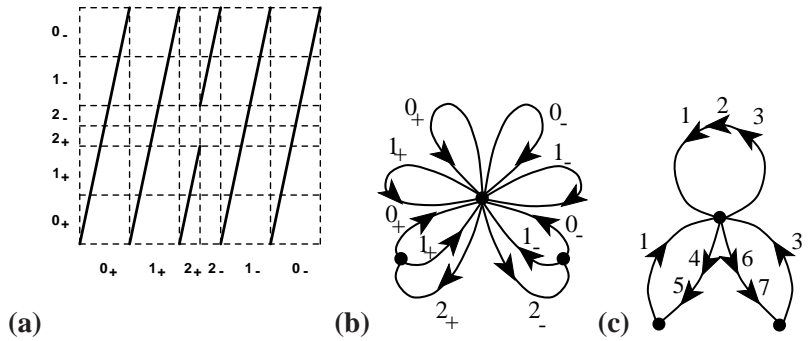 0-
1-
2-
2+
1+
0+
0+ 1+ 2+ 2- 1- 0-
(a)
0+ 0-
1+ 1-
0+ 0-
1+ 1-
2+ 2-
(b)
1 2 3
1 4 6 3
5 7
(c)